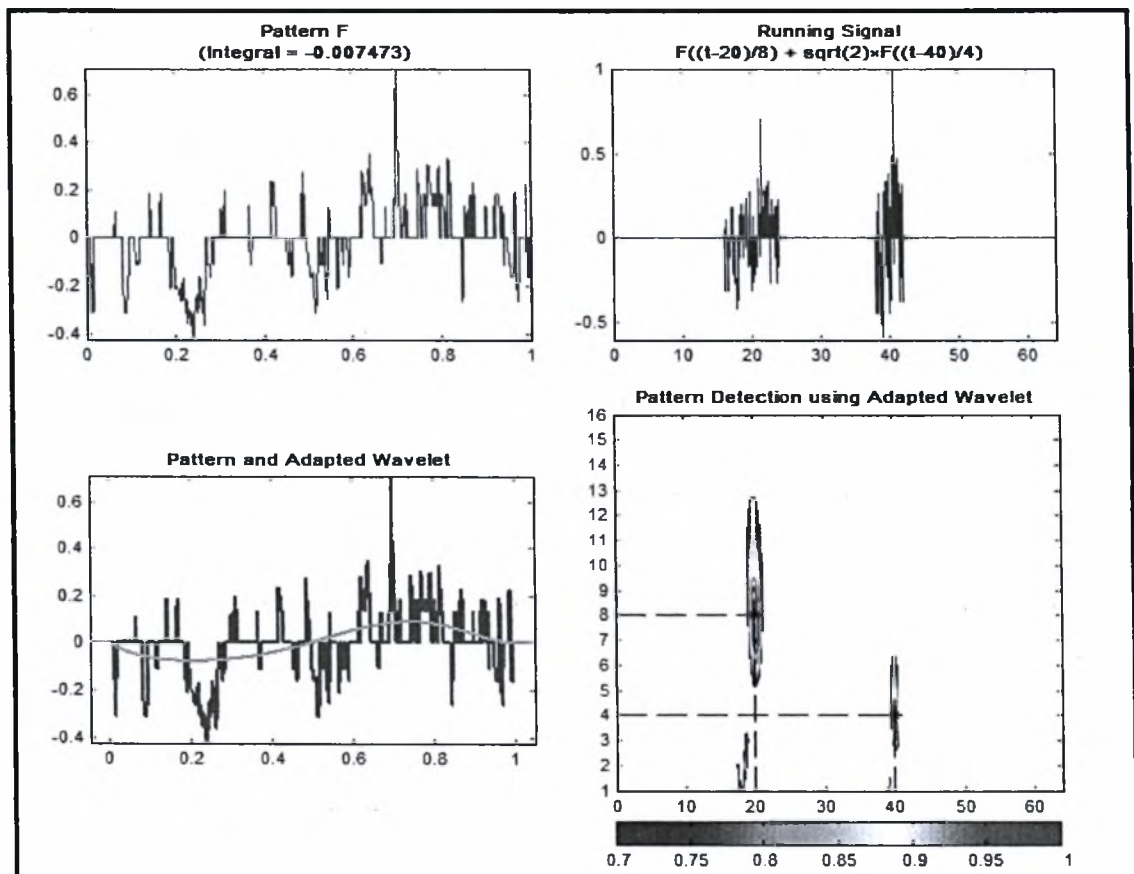 Pattern F
(Integral = -0.007473)
0.6
0.4
0.2
0
-0.2
-0.4
0 0.2 0.4 0.6 0.8 1
Running Signal
F((t-20)/8) + sqrt(2)×F((t-40)/4)
1
0.5
0
-0.5
0 10 20 30 40 50 60
Pattern and Adapted Wavelet
0.6
0.4
0.2
0
-0.2
-0.4
0 0.2 0.4 0.6 0.8 1
Pattern Detection using Adapted Wavelet
16
15
14
13
12
11
10
9
8
7
6
5
4
3
2
1
0 10 20 30 40 50 60
0.7 0.75 0.8 0.85 0.9 0.95 1